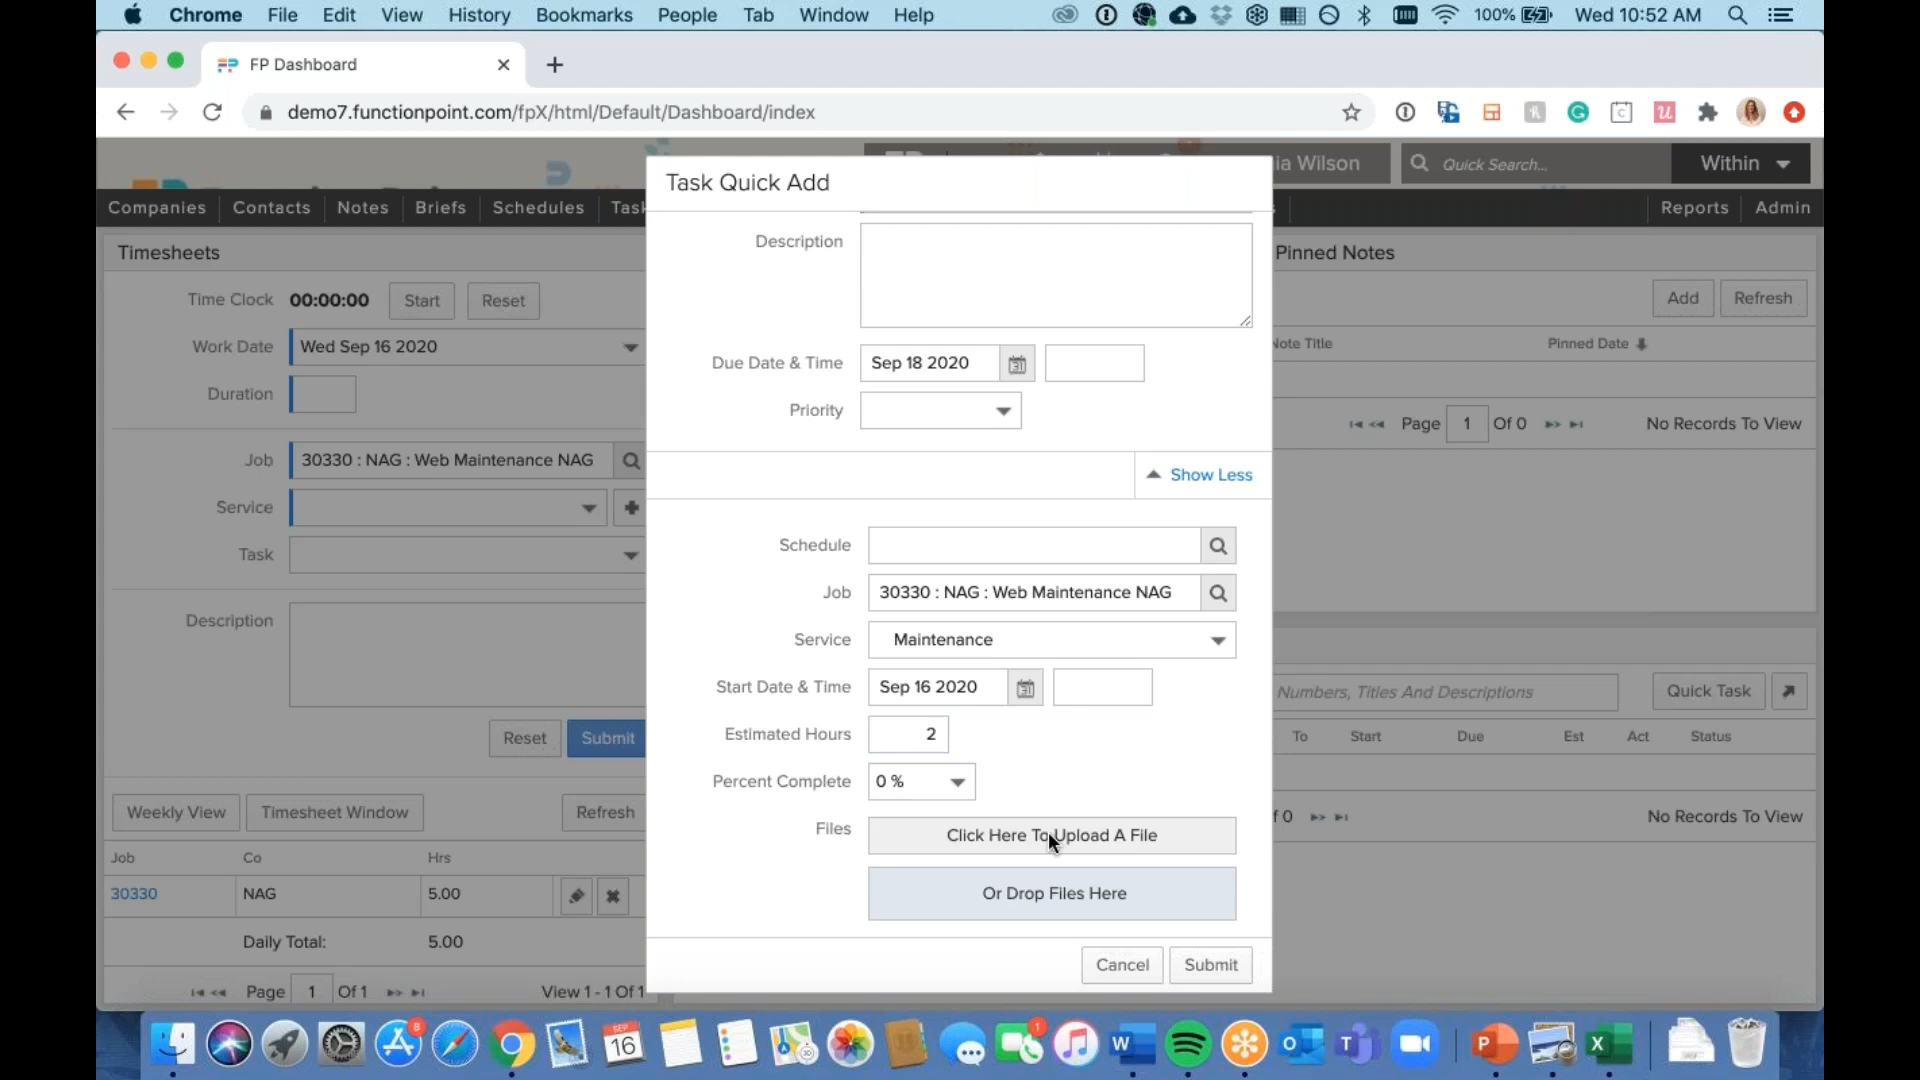 Chrome File Edit View History Bookmarks People Tab Window Help
100% Wed 10:52 AM
FP Dashboard
demo7.functionpoint.com/fpX/html/Default/Dashboard/index
ia Wilson
Quick Search...
Within
Companies Contacts Notes Briefs Schedules Tas
Reports Admin
Timesheets
Time Clock 00:00:00 Start Reset
Work Date Wed Sep 16 2020
Duration
Job 30330 : NAG : Web Maintenance NAG
Service
Task
Description
Reset Submit
Weekly View Timesheet Window Refresh
Job Co Hrs
30330 NAG 5.00
Daily Total: 5.00
Page 1 Of 1 View 1 - 1 Of 1
Task Quick Add
Description
Due Date & Time Sep 18 2020
Priority
Show Less
Schedule
Job 30330 : NAG : Web Maintenance NAG
Service Maintenance
Start Date & Time Sep 16 2020
Estimated Hours 2
Percent Complete 0 %
Files Click Here To Upload A File
Or Drop Files Here
Cancel Submit
Pinned Notes
Add Refresh
Note Title Pinned Date
Page 1 Of 0 No Records To View
Numbers, Titles And Descriptions Quick Task
To Start Due Est Act Status
f 0 No Records To View
8
SEP
16
1